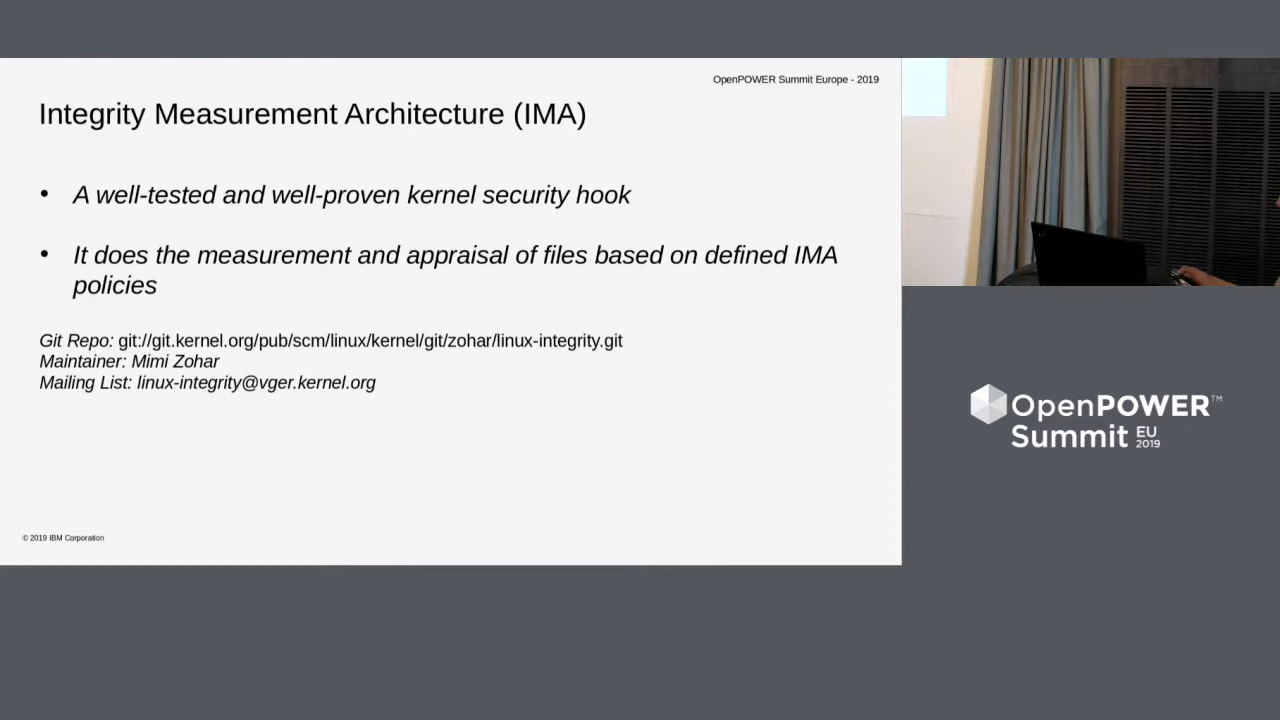 OpenPOWER Summit Europe - 2019
Integrity Measurement Architecture (IMA)
• A well-tested and well-proven kernel security hook
• It does the measurement and appraisal of files based on defined IMA
policies
Git Repo: git://git.kernel.org/pub/scm/linux/kernel/git/zohar/linux-integrity.git
Maintainer: Mimi Zohar
Mailing List: linux-integrity@vger.kernel.org
© 2019 IBM Corporation
OpenPOWER™
Summit EU
2019